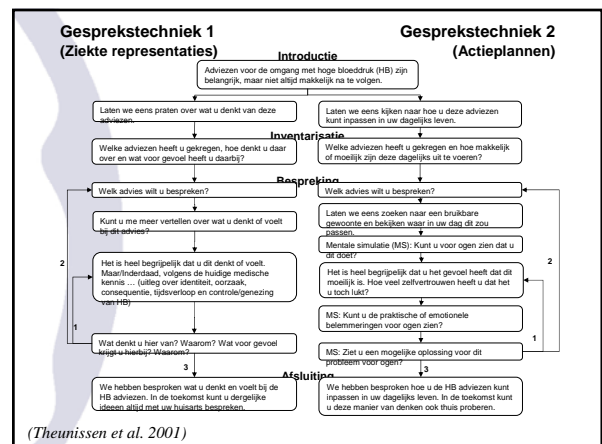 Gesprekstechniek 1
(Ziekte representaties)
Gesprekstechniek 2
(Actieplannen)
Introductie
Adviezen voor de omgang met hoge bloeddruk (HB) zijn
belangrijk, maar niet altijd makkelijk na te volgen.
Laten we eens praten over wat u denkt van deze
adviezen.
Laten we eens kijken naar hoe u deze adviezen
kunt inpassen in uw dagelijks leven.
Inventarisatie
Welke adviezen heeft u gekregen, hoe denkt u daar
over en wat voor gevoel heeft u daarbij?
Welke adviezen heeft u gekregen en hoe makkelijk
of moeilijk zijn deze dagelijks uit te voeren?
Bespreking
Welk advies wilt u bespreken?
Kunt u me meer vertellen over wat u denkt of voelt
bij dit advies?
Het is heel begrijpelijk dat u dit denkt of voelt.
Maar/Inderdaad, volgens de huidige medische
kennis … (uitleg over identiteit, oorzaak,
consequentie, tijdsverloop en controle/genezing
van HB)
Wat denkt u hier van? Waarom? Wat voor gevoel
krijgt u hierbij? Waarom?
2
1
3
Welk advies wilt u bespreken?
Laten we eens zoeken naar een bruikbare
gewoonte en bekijken waar in uw dag dit zou
passen.
Mentale simulatie (MS): Kunt u voor ogen zien dat u
dit doet?
Het is heel begrijpelijk dat u het gevoel heeft dat dit
moeilijk is. Hoe veel zelfvertrouwen heeft u dat het
u toch lukt?
MS: Kunt u de praktische of emotionele
belemmeringen voor ogen zien?
MS: Ziet u een mogelijke oplossing voor dit
probleem voor ogen?
2
1
3
Afsluiting
We hebben besproken wat u denkt en voelt bij de
HB adviezen. In de toekomst kunt u dergelijke
ideeen altijd met uw huisarts bespreken.
We hebben besproken hoe u de HB adviezen kunt
inpassen in uw dagelijks leven. In de toekomst kunt
u deze manier van denken ook thuis proberen.
(Theunissen et al. 2001)